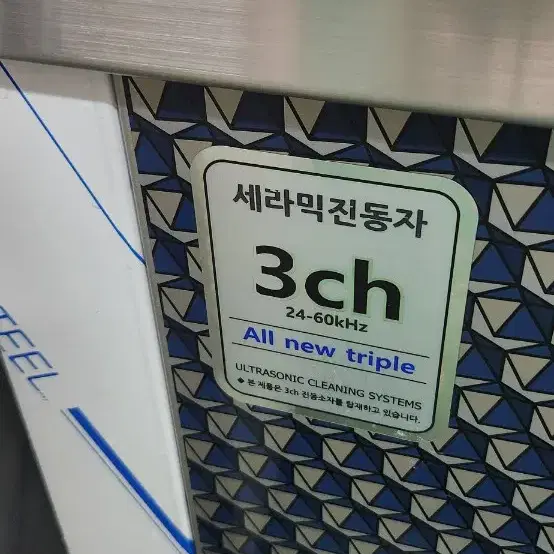 세라믹진동자
3ch
24-60kHz
All new triple
ULTRASONIC CLEANING SYSTEMS
◆ 본 제품은 3ch 진동소자를 탑재하고 있습니다.
TEEL